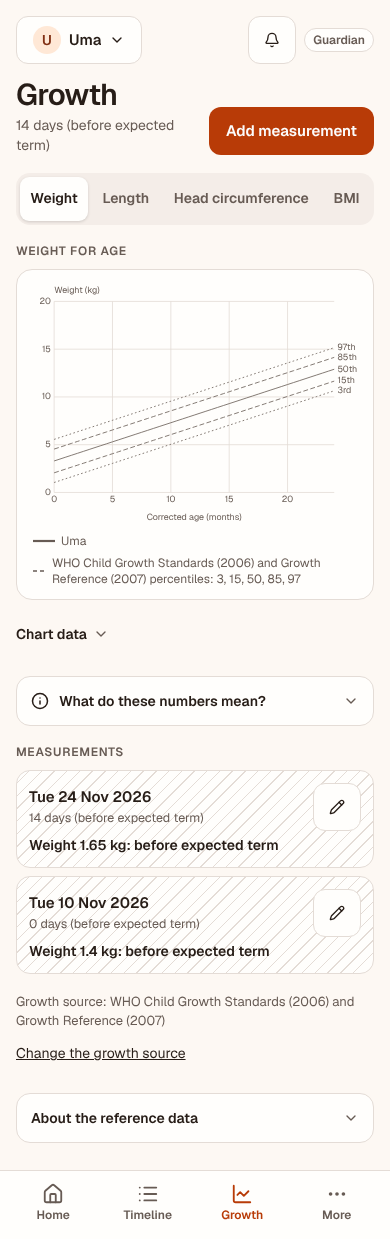 U Uma
Guardian
Growth
14 days (before expected
term)
Add measurement
Weight Length Head circumference BMI
WEIGHT FOR AGE
Weight (kg)
20
15
10
5
0
97th
85th
50th
15th
3rd
0 5 10 15 20
Corrected age (months)
Uma
WHO Child Growth Standards (2006) and Growth
Reference (2007) percentiles: 3, 15, 50, 85, 97
Chart data
What do these numbers mean?
MEASUREMENTS
Tue 24 Nov 2026
14 days (before expected term)
Weight 1.65 kg: before expected term
Tue 10 Nov 2026
0 days (before expected term)
Weight 1.4 kg: before expected term
Growth source: WHO Child Growth Standards (2006) and
Growth Reference (2007)
Change the growth source
About the reference data
Home Timeline Growth More